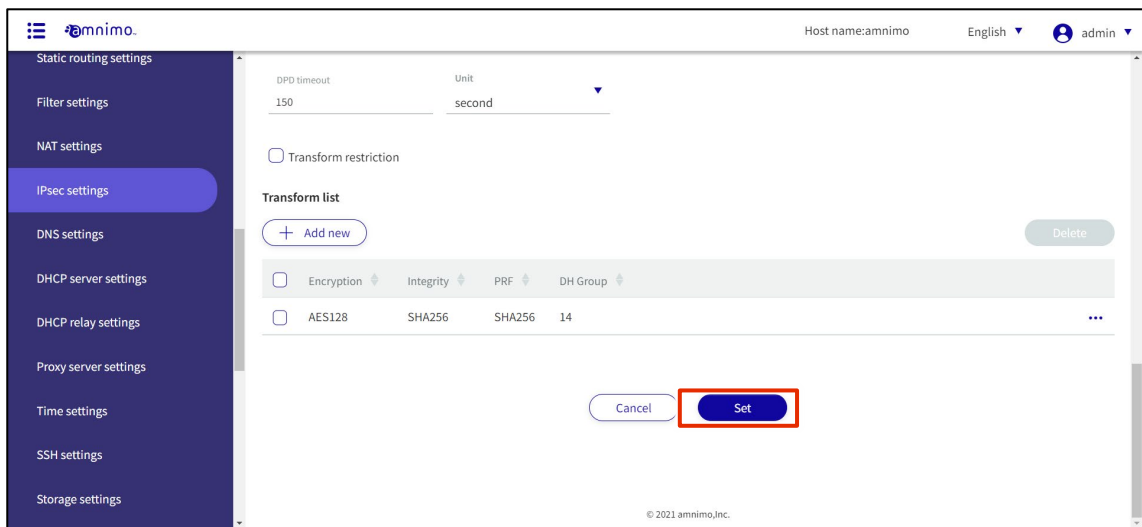 amnimo
Host name:amnimo
English
admin
Static routing settings
Filter settings
NAT settings
IPsec settings
DNS settings
DHCP server settings
DHCP relay settings
Proxy server settings
Time settings
SSH settings
Storage settings
DPD timeout Unit
150 second
Transform restriction
Transform list
+ Add new
Delete
Encryption Integrity PRF DH Group
AES128 SHA256 SHA256 14
Cancel
Set
© 2021 amnimo,Inc.